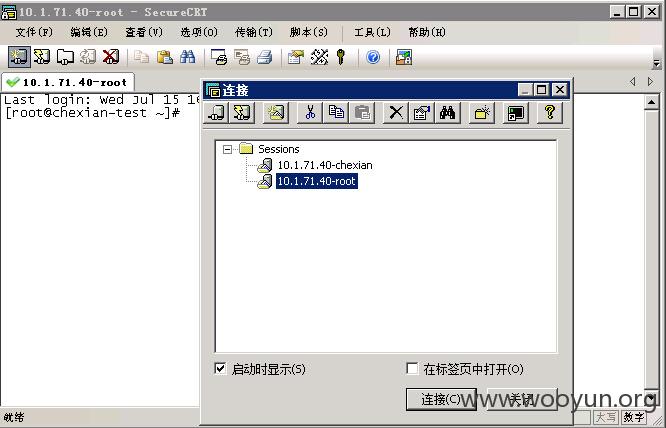 10.1.71.40-root - SecureCRT
文件(F) 编辑(E) 查看(V) 选项(O) 传输(T) 脚本(S) 工具(L) 帮助(H)
10.1.71.40-root
Last login: Wed Jul 15 16
[root@chexian-test ~]#
连接
Sessions
10.1.71.40-chexian
10.1.71.40-root
启动时显示(S) 在标签页中打开(O)
连接(C) 关闭
www.wobyun.org
就绪 大写 数字